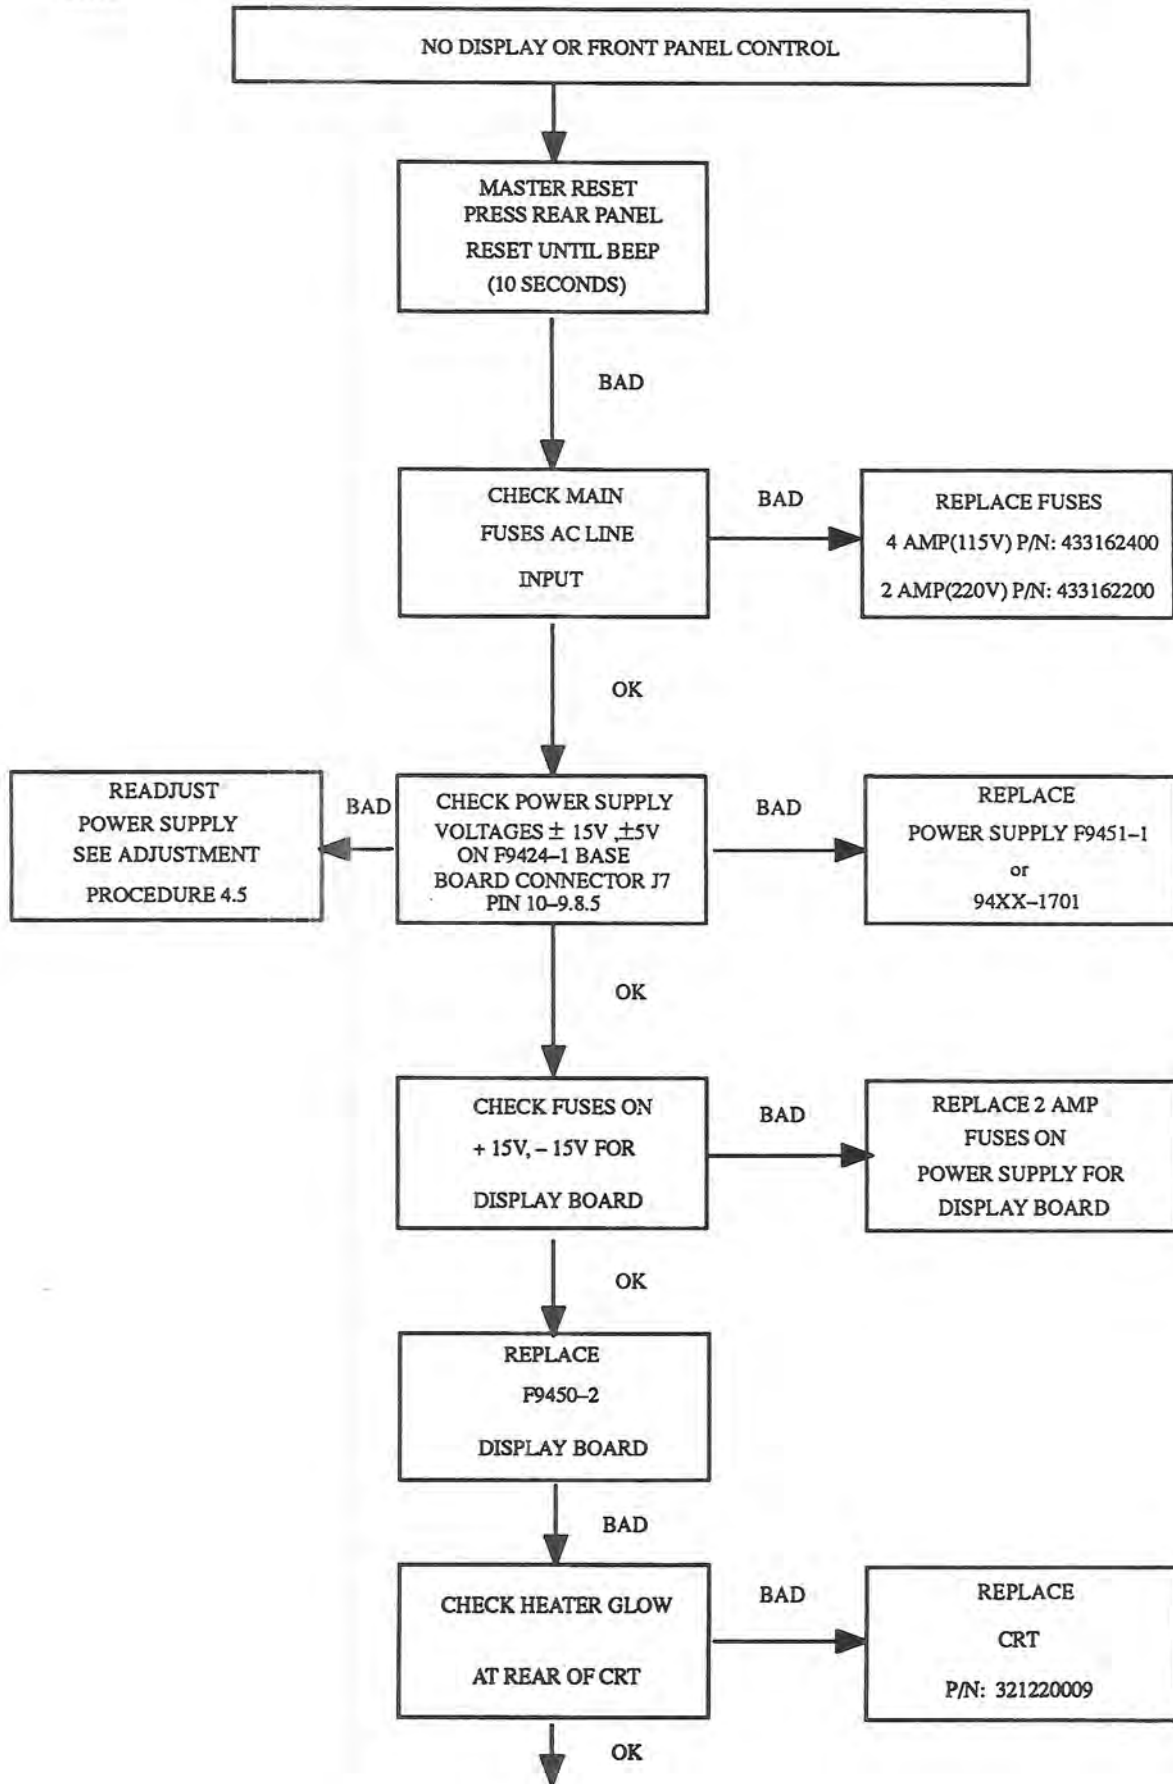 NO DISPLAY OR FRONT PANEL CONTROL
MASTER RESET
PRESS REAR PANEL
RESET UNTIL BEEP
(10 SECONDS)
BAD
CHECK MAIN
FUSES AC LINE
INPUT
BAD
REPLACE FUSES
4 AMP(115V) P/N: 433162400
2 AMP(220V) P/N: 433162200
OK
READJUST
POWER SUPPLY
SEE ADJUSTMENT
PROCEDURE 4.5
BAD
CHECK POWER SUPPLY
VOLTAGES ± 15V ,±5V
ON F9424–1 BASE
BOARD CONNECTOR J7
PIN 10–9.8.5
BAD
REPLACE
POWER SUPPLY F9451–1
or
94XX–1701
OK
CHECK FUSES ON
+ 15V, – 15V FOR
DISPLAY BOARD
BAD
REPLACE 2 AMP
FUSES ON
POWER SUPPLY FOR
DISPLAY BOARD
OK
REPLACE
F9450–2
DISPLAY BOARD
BAD
CHECK HEATER GLOW
AT REAR OF CRT
BAD
REPLACE
CRT
P/N: 321220009
OK